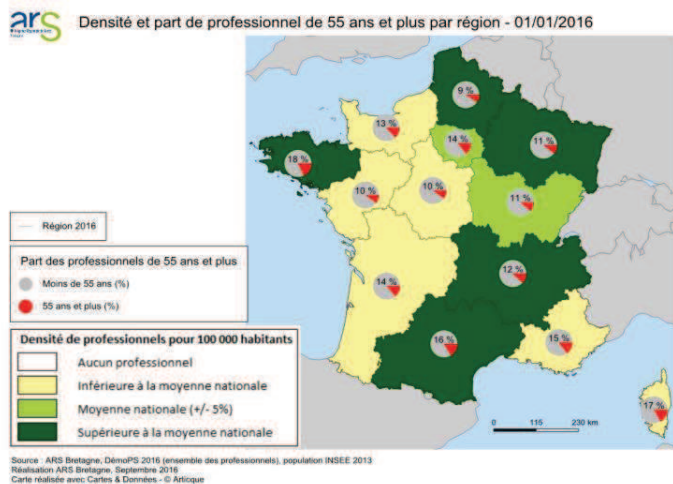 ars
Densité et part de professionnel de 55 ans et plus par région - 01/01/2016
9 %
13 %
14 %
11 %
18 %
10 %
10 %
11 %
12 %
14 %
16 %
15 %
17 %
Région 2016
Part des professionnels de 55 ans et plus
Moins de 55 ans (%)
55 ans et plus (%)
Densité de professionnels pour 100 000 habitants
Aucun professionnel
Inférieure à la moyenne nationale
Moyenne nationale (+/- 5%)
Supérieure à la moyenne nationale
0 115 230 km
Source : ARS Bretagne, DémoPS 2016 (ensemble des professionnels), population INSEE 2013
Réalisation ARS Bretagne, Septembre 2016
Carte réalisée avec Cartes & Données - © Articque